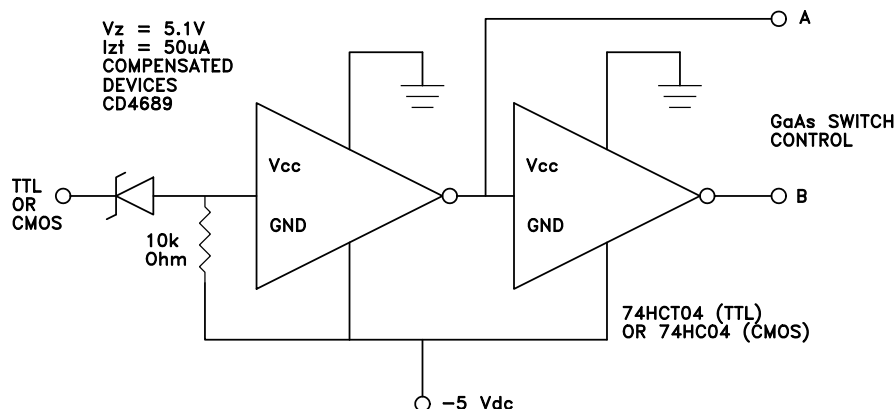 Vz = 5.1V
Izt = 50uA
COMPENSATED
DEVICES
CD4689
A
GaAs SWITCH
CONTROL
Vcc
Vcc
TTL
OR
CMOS
B
GND
GND
10k
Ohm
74HCT04 (TTL)
OR 74HC04 (CMOS)
-5 Vdc